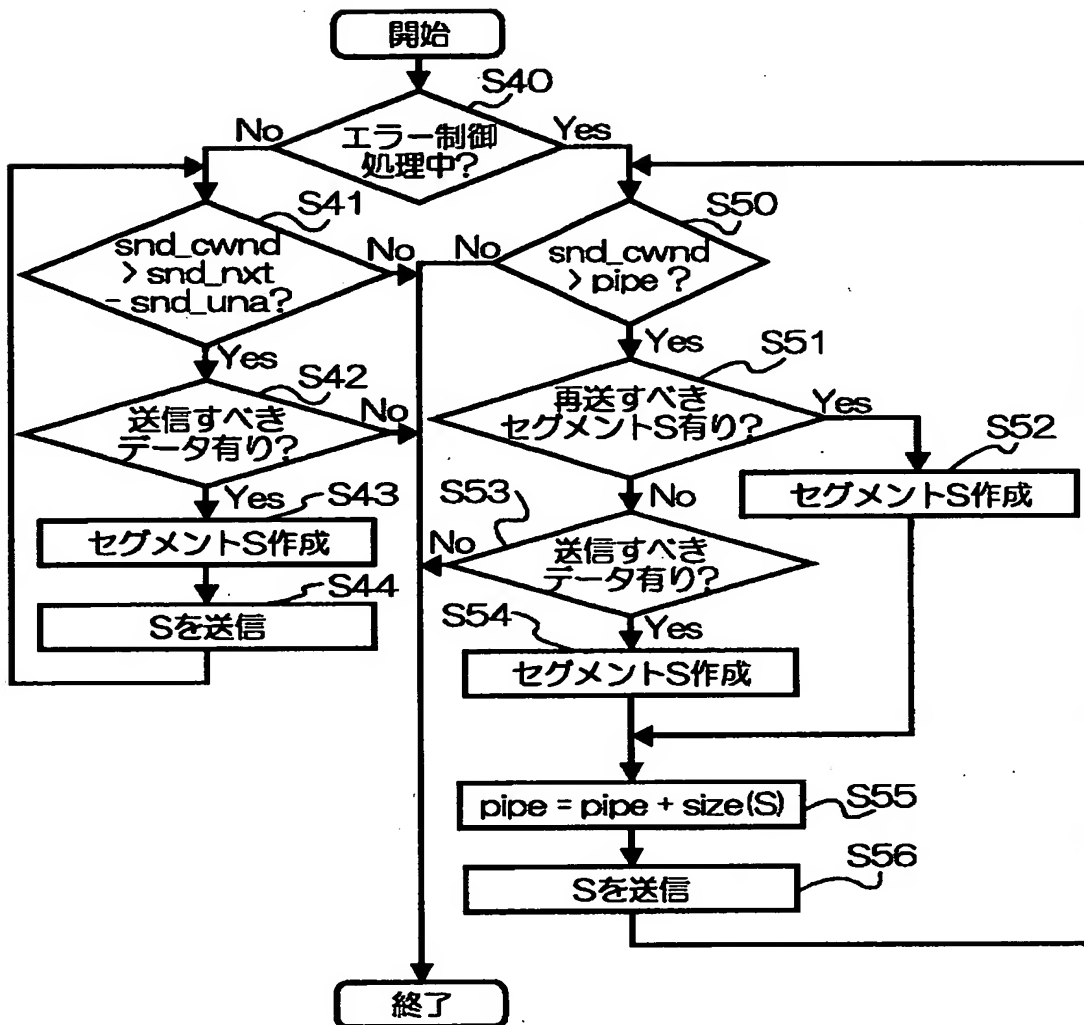 開始
S40
エラー制御
処理中?
No
Yes
S41
snd_cwnd
> snd_nxt
- snd_una?
No
Yes
S50
snd_cwnd
> pipe ?
No
Yes
S42
送信すべき
データ有り?
No
Yes
S51
再送すべき
セグメントS有り?
Yes
No
S43
セグメントS作成
S52
セグメントS作成
S44
Sを送信
S53
送信すべき
データ有り?
No
Yes
S54
セグメントS作成
pipe = pipe + size(S)
S55
Sを送信
S56
終了